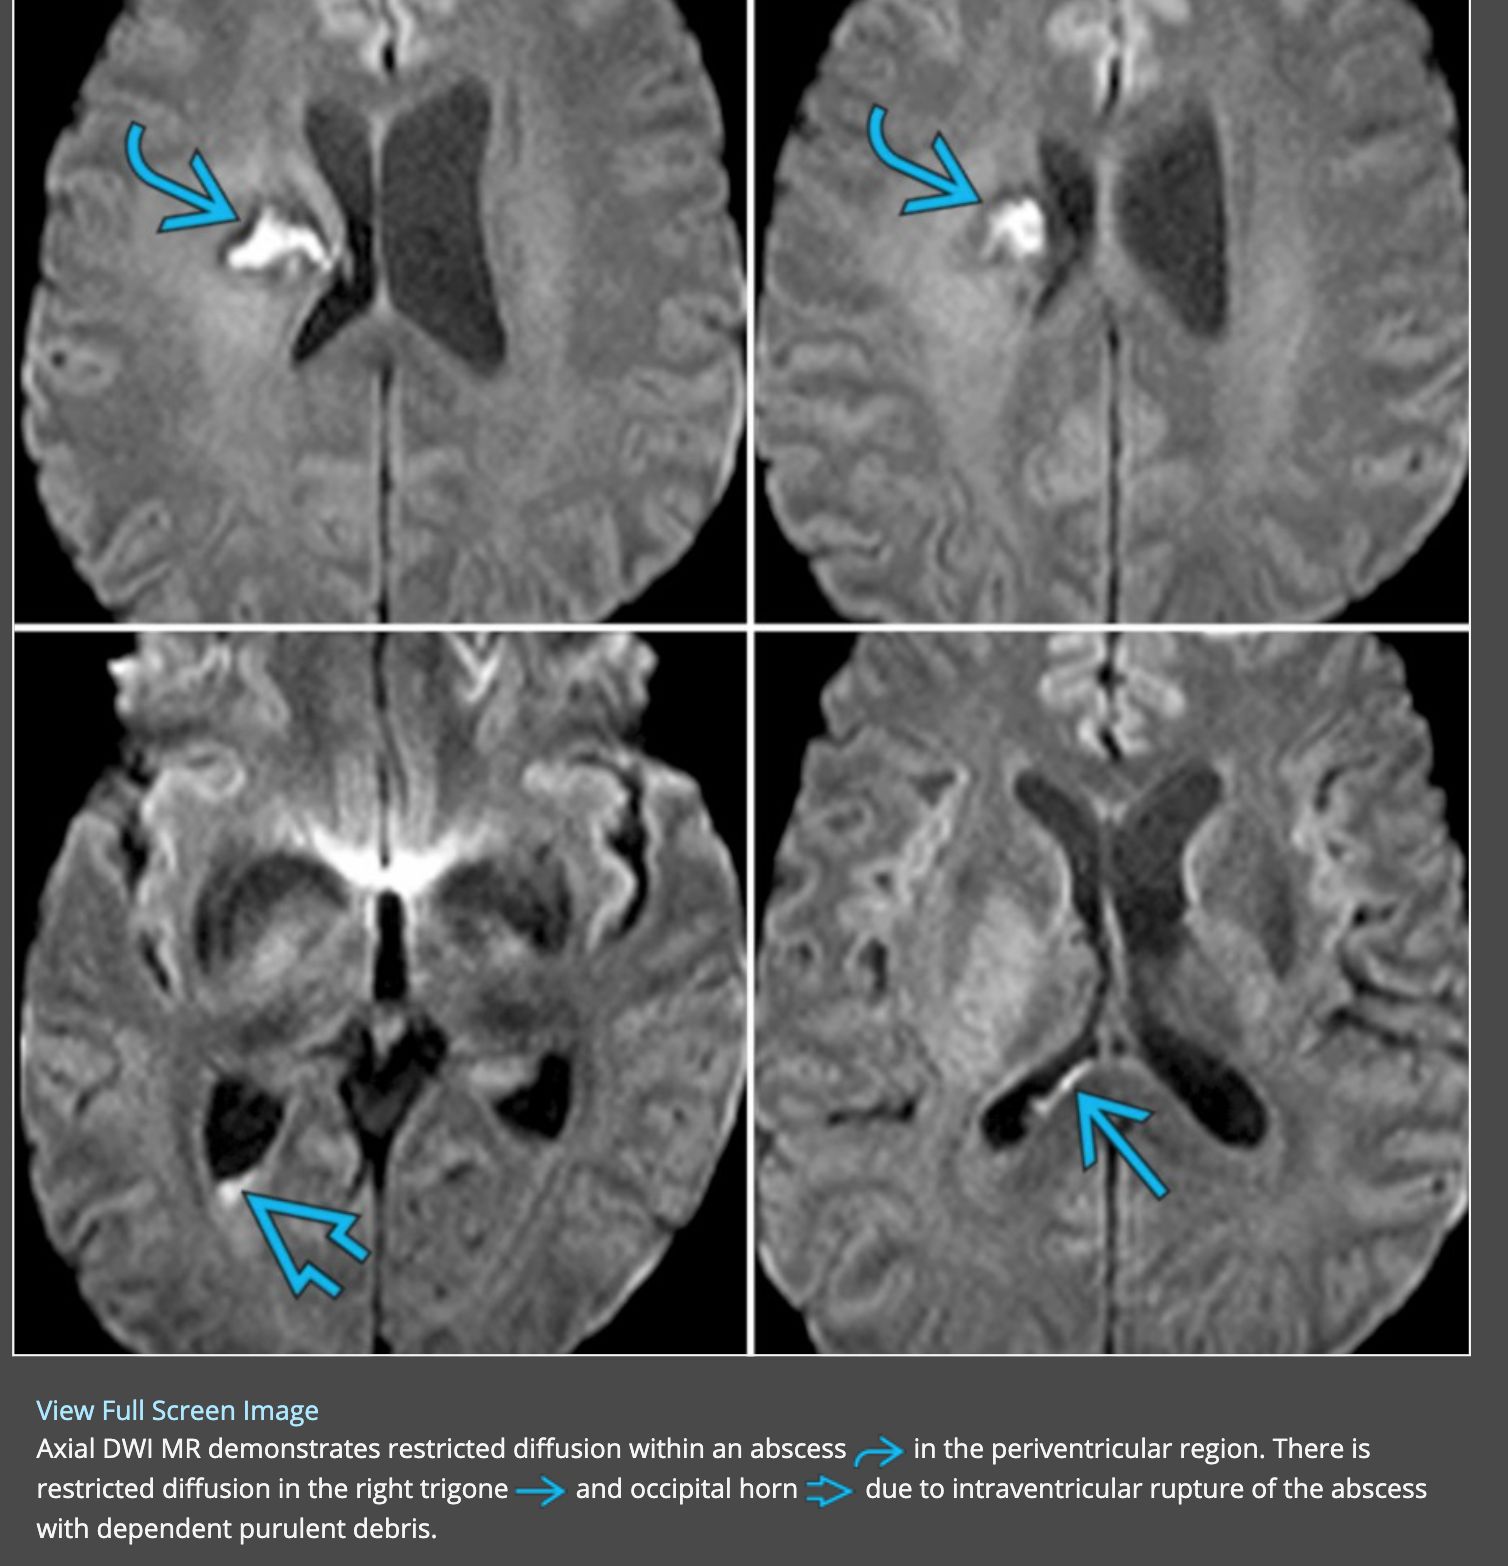 View Full Screen Image
Axial DWI MR demonstrates restricted diffusion within an abscess in the periventricular region. There is
restricted diffusion in the right trigone and occipital horn due to intraventricular rupture of the abscess
with dependent purulent debris.